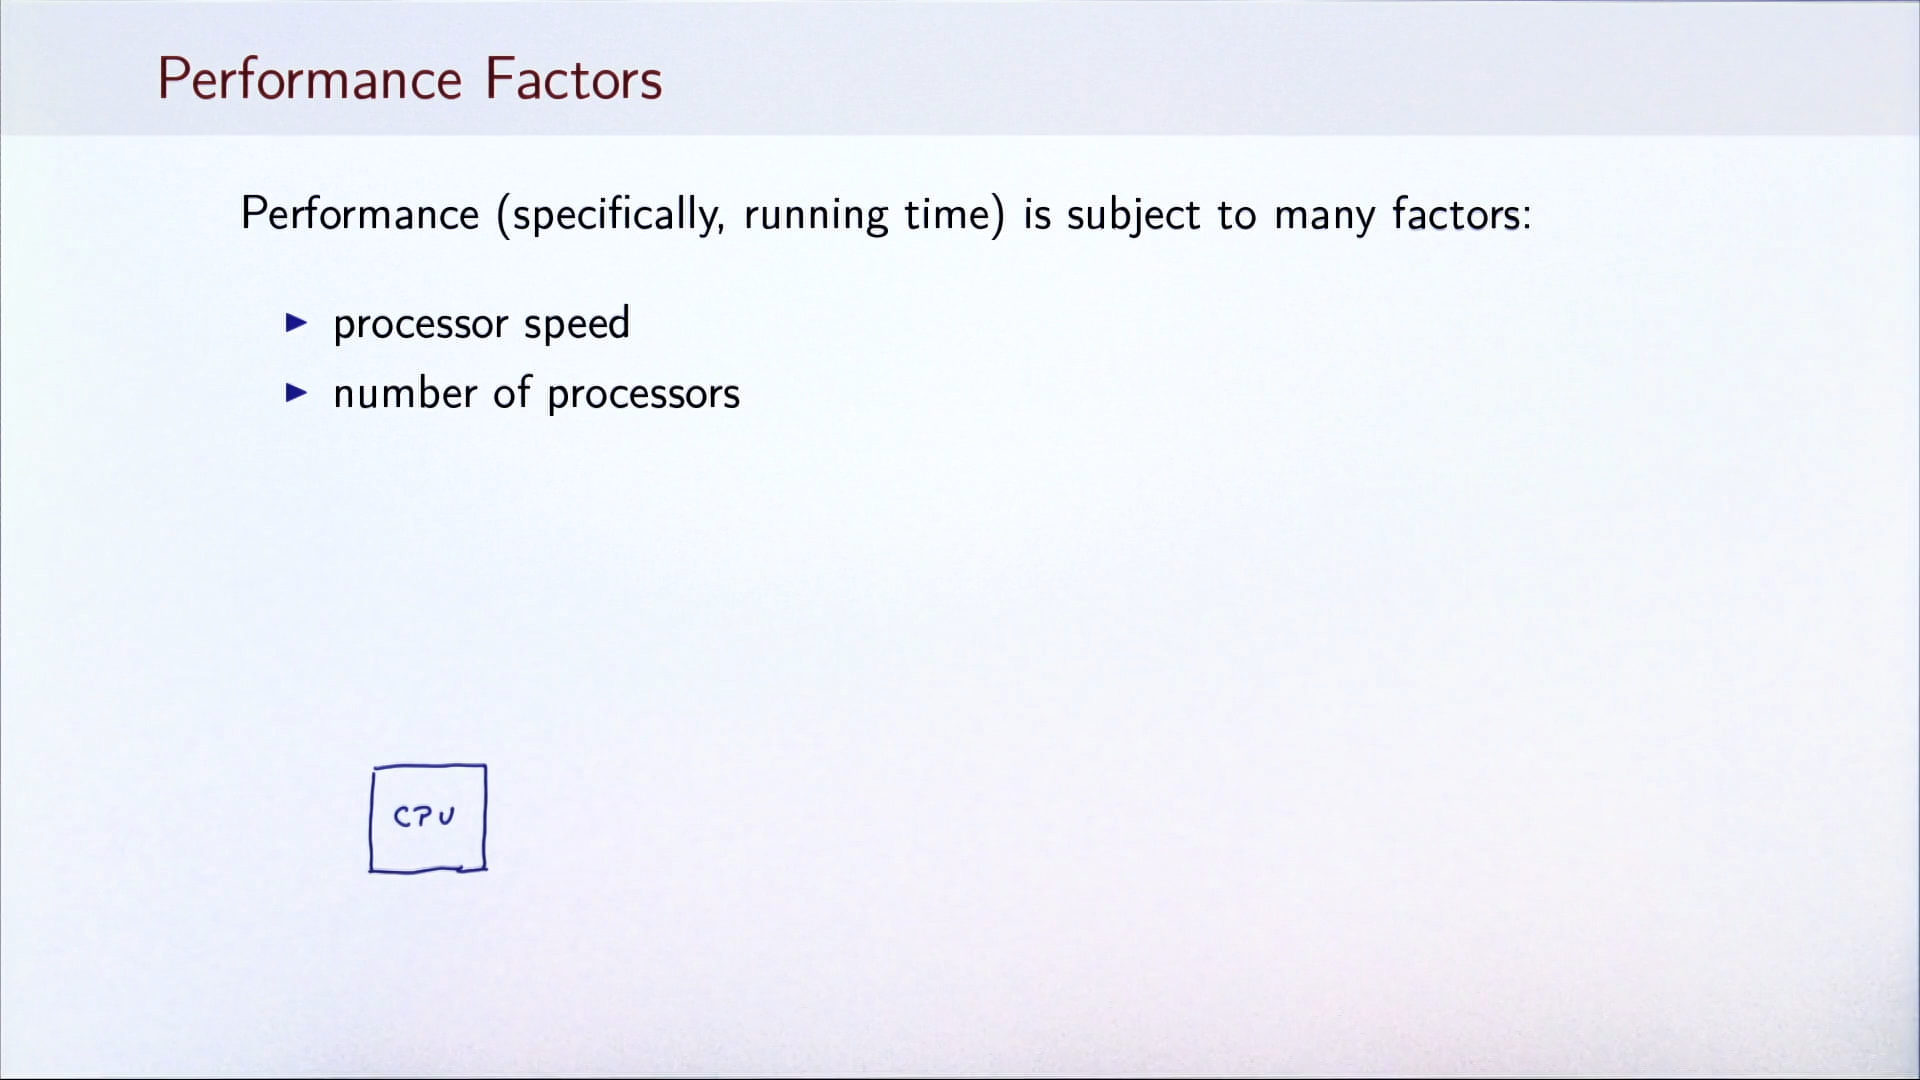 Performance Factors
Performance (specifically, running time) is subject to many factors:
processor speed
number of processors
CPU